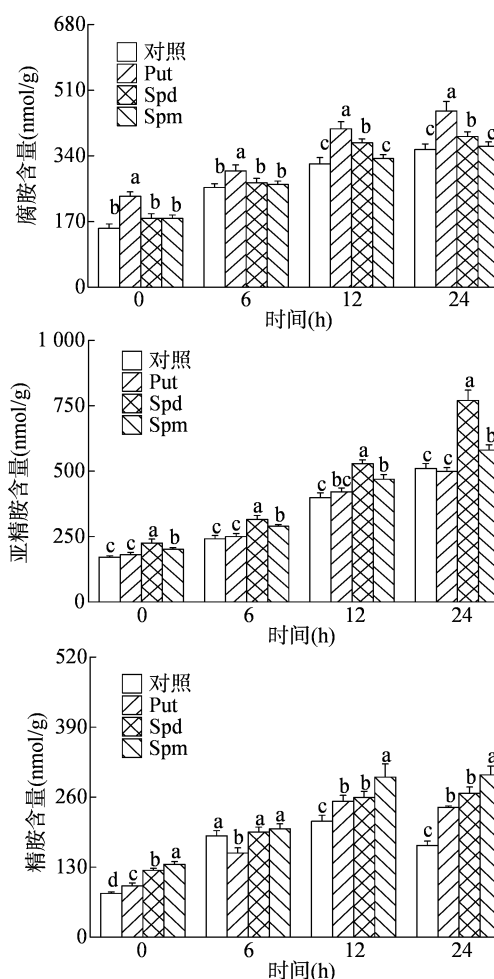 680
对照
510
Put
Spd
Spm
340
170
0
腐胺含量(nmol/g)
b a b b
b a b b
c a b c
c a b c
0 6 12 24
时间(h)
1 000
对照
750
Put
Spd
Spm
500
250
0
亚精胺含量(nmol/g)
c c a b
c c a b
c bc a b
c c a b
0 6 12 24
时间(h)
520
对照
390
Put
Spd
Spm
260
130
0
精胺含量(nmol/g)
d c b a
a b a a
c b b a
c b b a
0 6 12 24
时间(h)